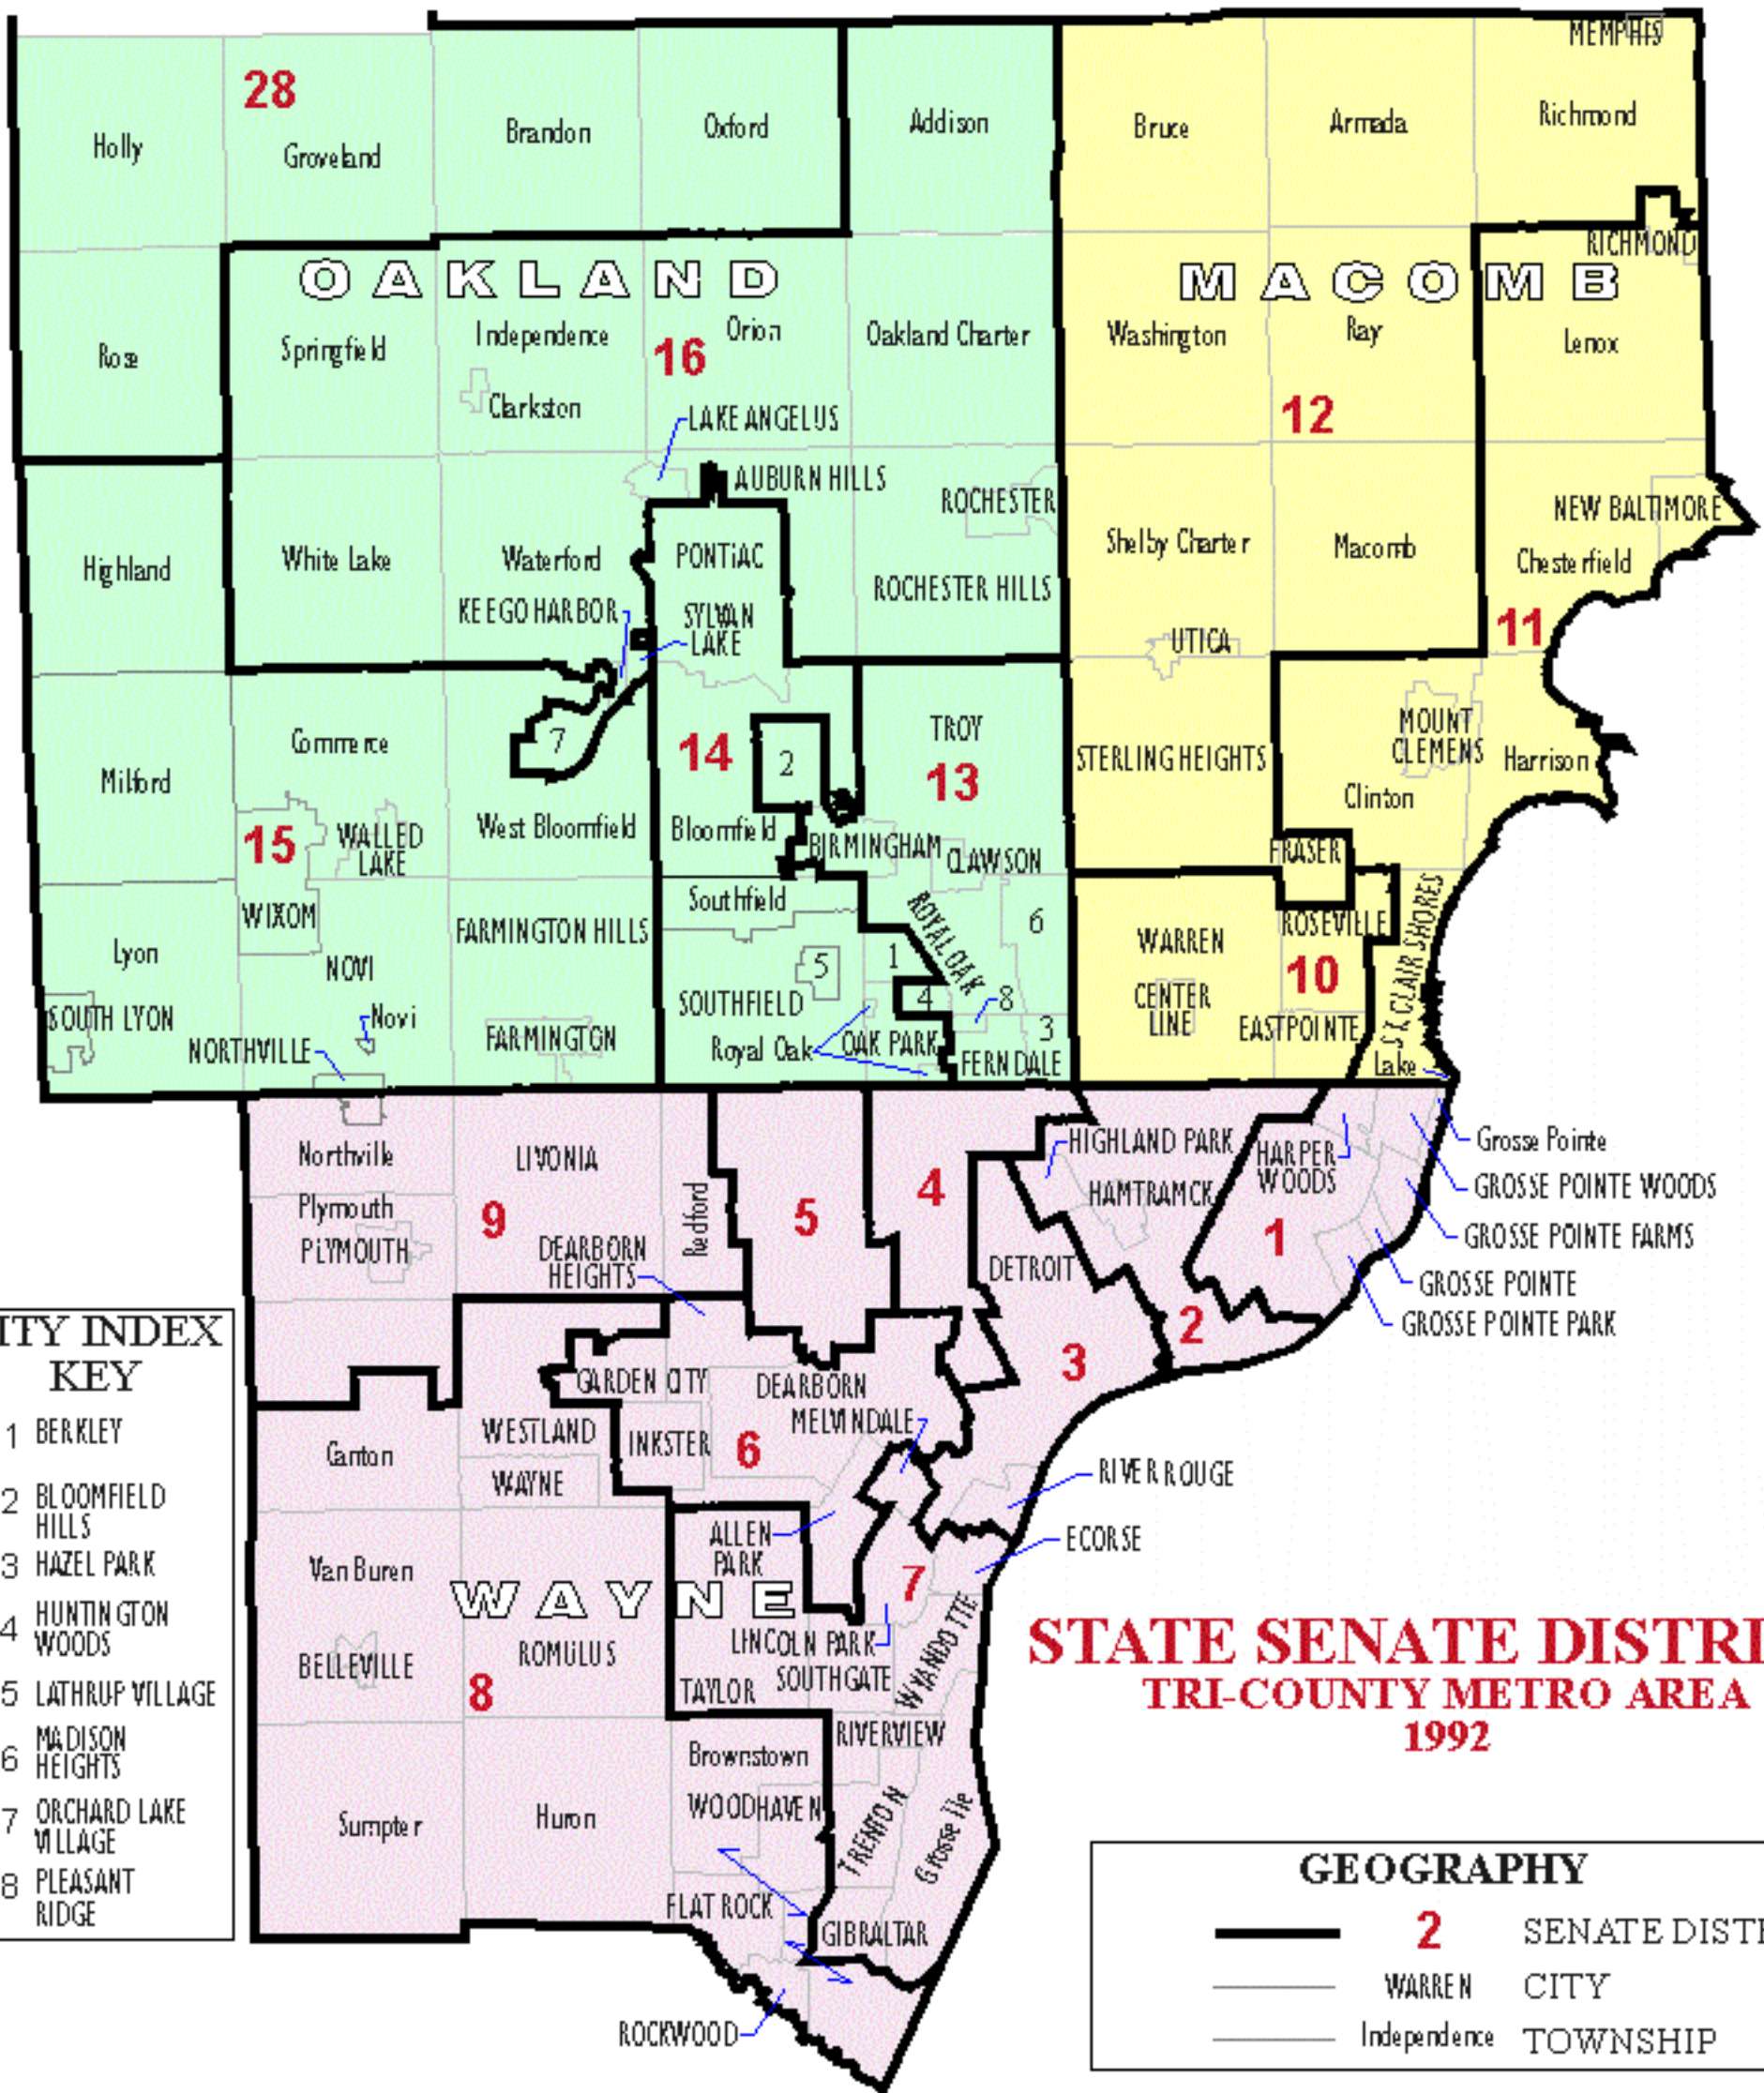 MEMPHIS
28
Holly
Groveland
Brandon
Oxford
Addison
Bruce
Armada
Richmond
RICHMOND
OAKLAND
MACOMB
Rose
Springfield
Independence
Clarkston
Orion
16
Oakland Charter
Washington
Ray
12
Lenox
LAKE ANGELUS
AUBURN HILLS
ROCHESTER
NEW BALTIMORE
Highland
White Lake
Waterford
PONTIAC
ROCHESTER HILLS
Shelby Charter
Macomb
Chesterfield
11
KEEGO HARBOR
SYLVAN
LAKE
UTICA
Commerce
7
14
2
TROY
13
STERLING HEIGHTS
MOUNT
CLEMENS
Harrison
Milford
Clinton
15
WALLED
LAKE
West Bloomfield
Bloomfield
BIRMINGHAM
CLAWSON
FRASER
WIXOM
Southfield
FARMINGTON HILLS
ROYAL OAK
6
WARREN
ROSEVILLE
ST. CLAIR SHORES
Lyon
NOVI
5
1
10
SOUTH LYON
Novi
SOUTHFIELD
4
8
CENTER
LINE
EASTPOINTE
NORTHVILLE
FARMINGTON
Royal Oak
OAK PARK
3
FERNDALE
Lake
Northville
LIVONIA
HIGHLAND PARK
HARPER
WOODS
Grosse Pointe
GROSSE POINTE WOODS
Plymouth
PLYMOUTH
9
Redford
5
4
HAMTRAMCK
1
GROSSE POINTE FARMS
DEARBORN
HEIGHTS
DETROIT
GROSSE POINTE
GROSSE POINTE PARK
2
3
GARDEN CITY
DEARBORN
MELVINDALE
Canton
WESTLAND
INKSTER
6
WAYNE
RIVER ROUGE
ALLEN
PARK
ECORSE
Van Buren
WAYNE
7
BELLEVILLE
ROMULUS
LINCOLN PARK
WYANDOTTE
8
TAYLOR
SOUTHGATE
Brownstown
RIVERVIEW
Sumpter
Huron
WOODHAVEN
TRENTON
Grosse Ile
FLAT ROCK
GIBRALTAR
ROCKWOOD
ITY INDEX
KEY
1 BERKLEY
2 BLOOMFIELD
HILLS
3 HAZEL PARK
4 HUNTINGTON
WOODS
5 LATHRUP VILLAGE
6 MADISON
HEIGHTS
7 ORCHARD LAKE
VILLAGE
8 PLEASANT
RIDGE
STATE SENATE DISTRI
TRI-COUNTY METRO AREA
1992
GEOGRAPHY
2 SENATE DISTR
WARREN CITY
Independence TOWNSHIP